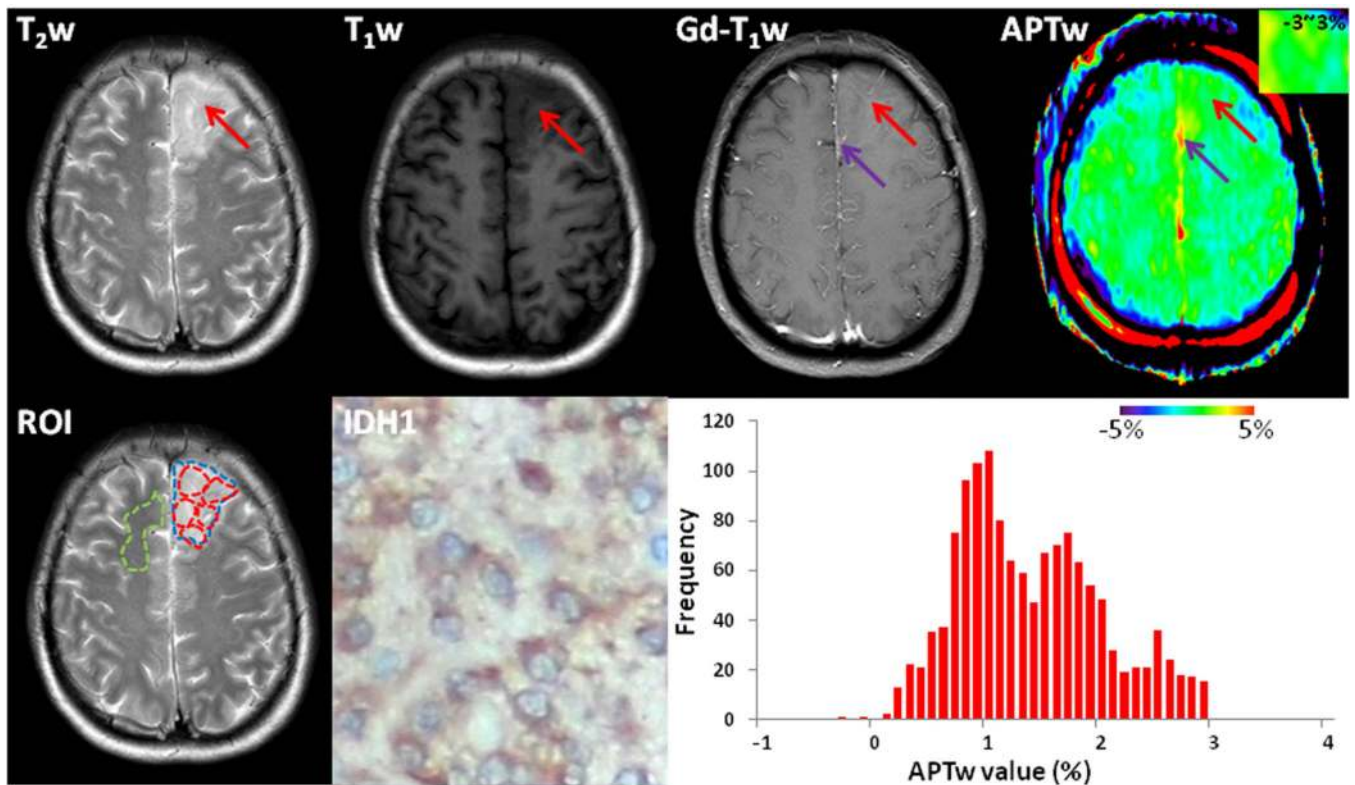 T₂w
T₁w
Gd-T₁w
APTw
-3~3%
ROI
IDH1
-5%
5%
120
100
80
60
40
20
0
Frequency
-1
0
1
2
3
4
APTw value (%)